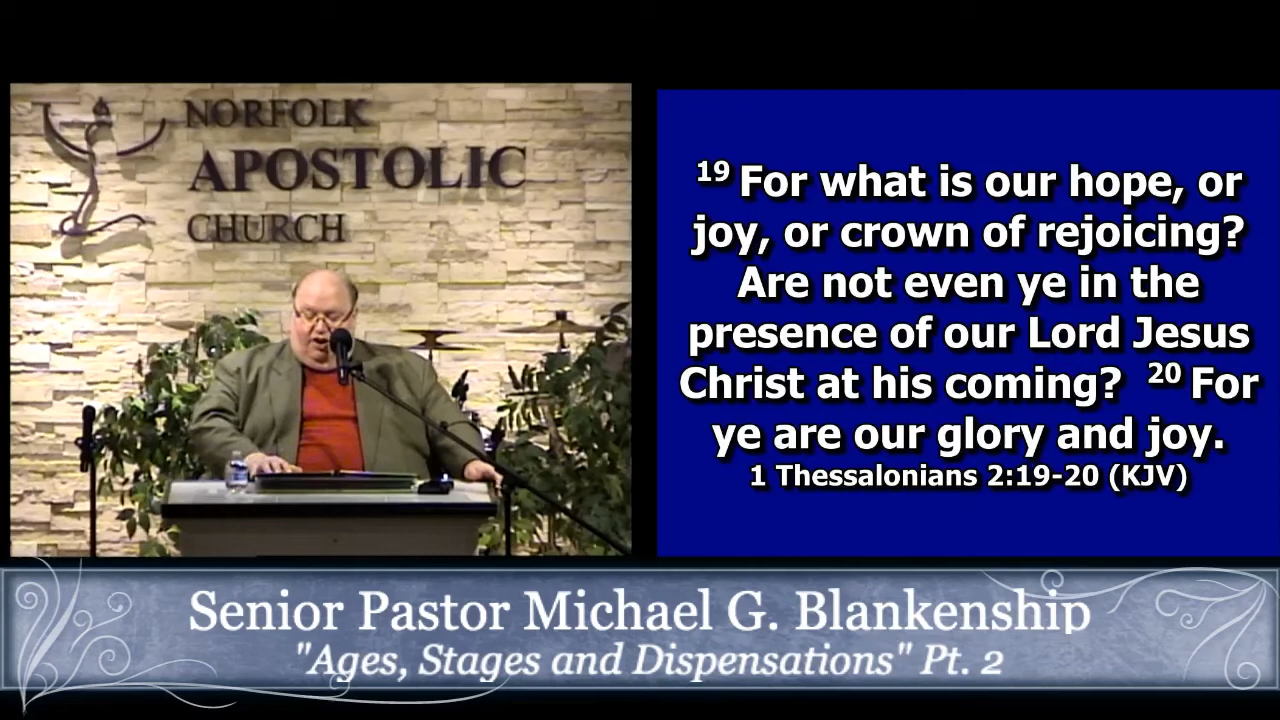 NORFOLK
APOSTOLIC
CHURCH
19 For what is our hope, or
joy, or crown of rejoicing?
Are not even ye in the
presence of our Lord Jesus
Christ at his coming? 20 For
ye are our glory and joy.
1 Thessalonians 2:19-20 (KJV)
Senior Pastor Michael G. Blankenship
"Ages, Stages and Dispensations" Pt. 2